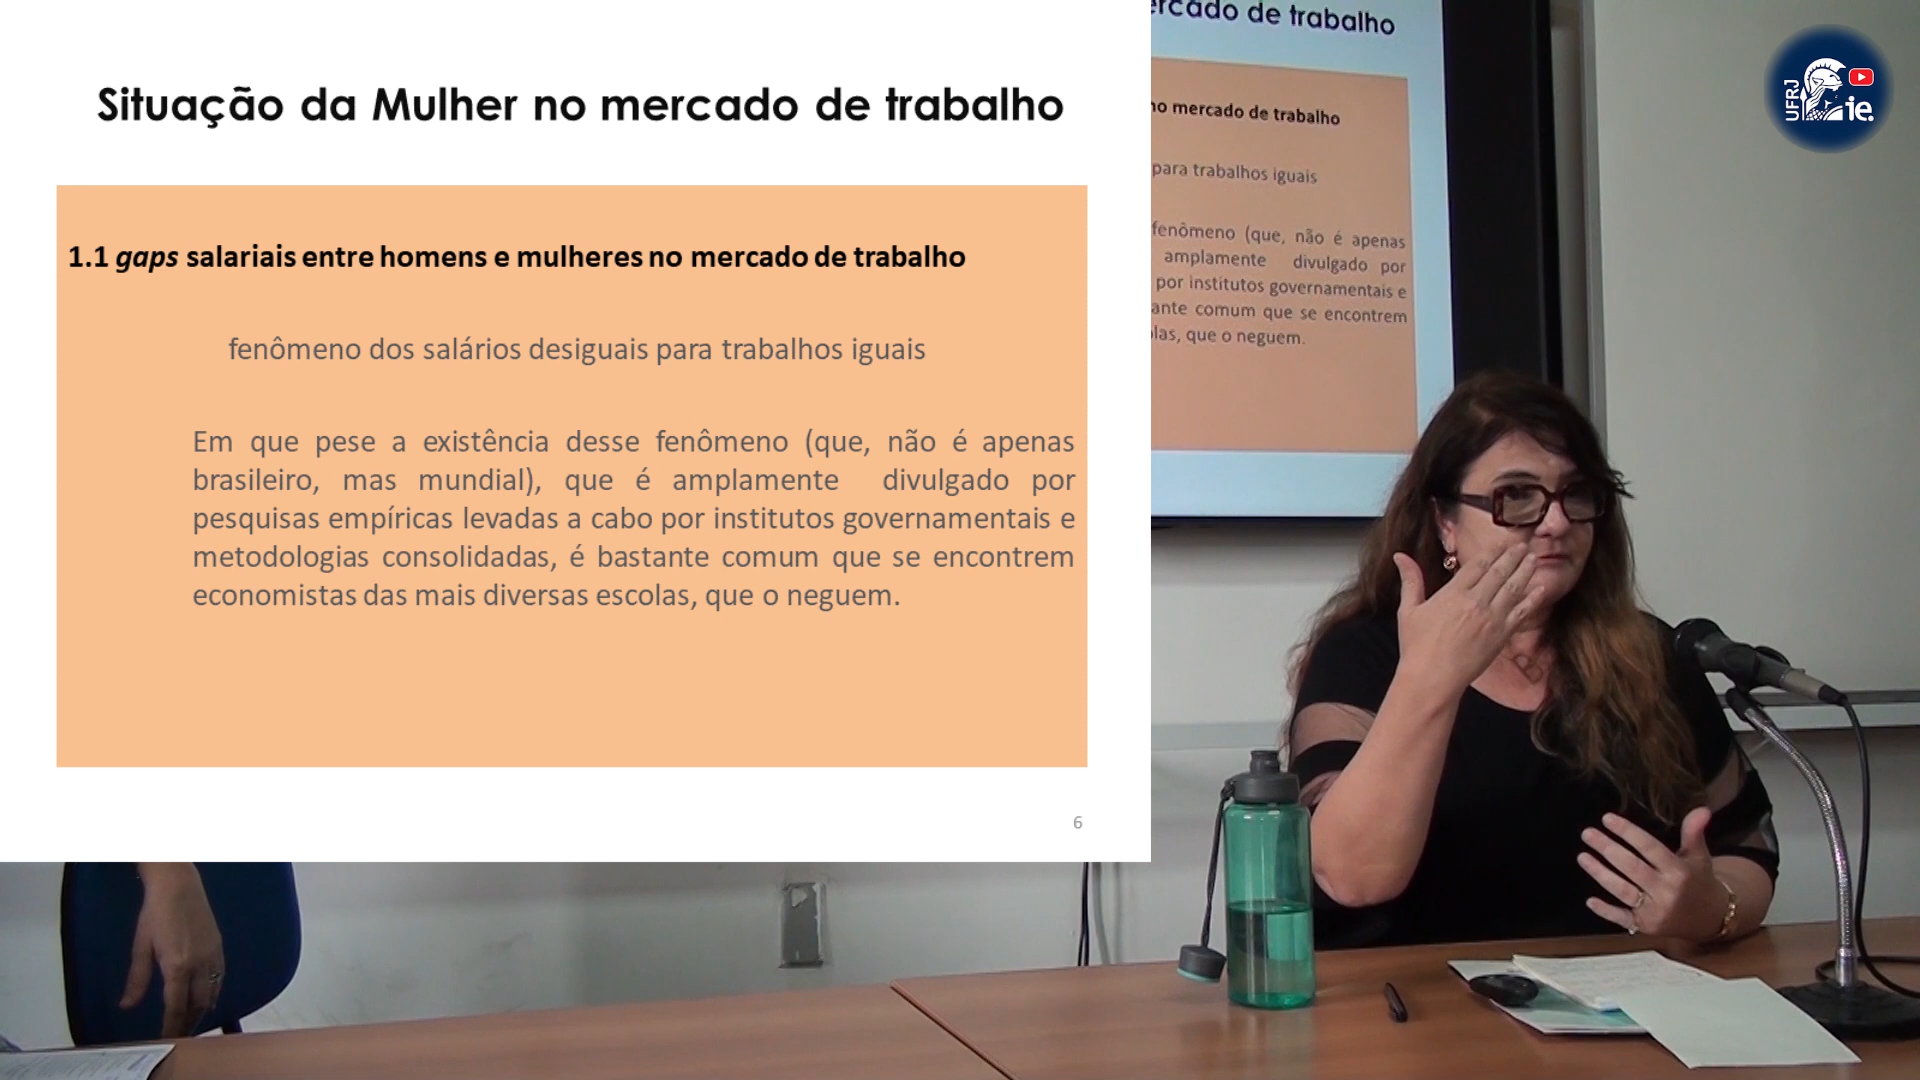 Situação da Mulher no mercado de trabalho
1.1 gaps salariais entre homens e mulheres no mercado de trabalho
fenômeno dos salários desiguais para trabalhos iguais
Em que pese a existência desse fenômeno (que, não é apenas
brasileiro, mas mundial), que é amplamente divulgado por
pesquisas empíricas levadas a cabo por institutos governamentais e
metodologias consolidadas, é bastante comum que se encontrem
economistas das mais diversas escolas, que o neguem.
6
ercado de trabalho
no mercado de trabalho
para trabalhos iguais
fenômeno (que, não é apenas
amplamente divulgado por
por institutos governamentais e
ante comum que se encontrem
olas, que o neguem.
UFRJ
ie.